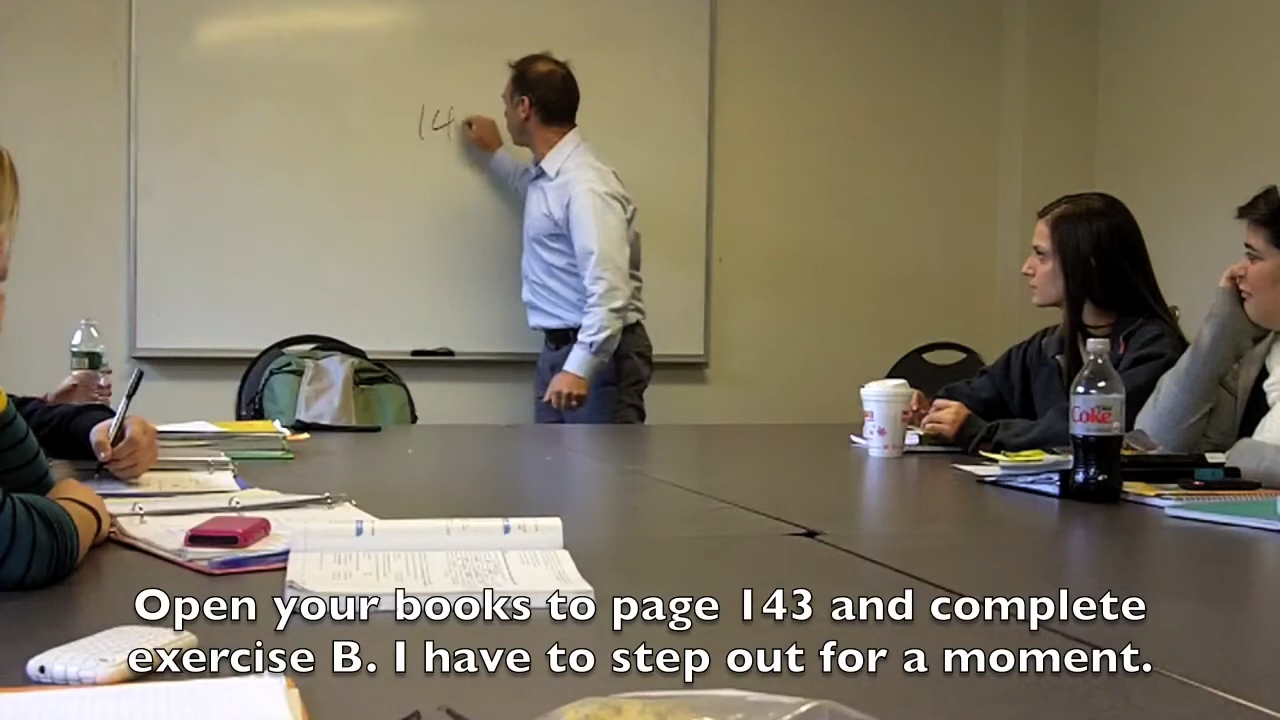 14
Coke
Open your books to page 143 and complete
exercise B. I have to step out for a moment.